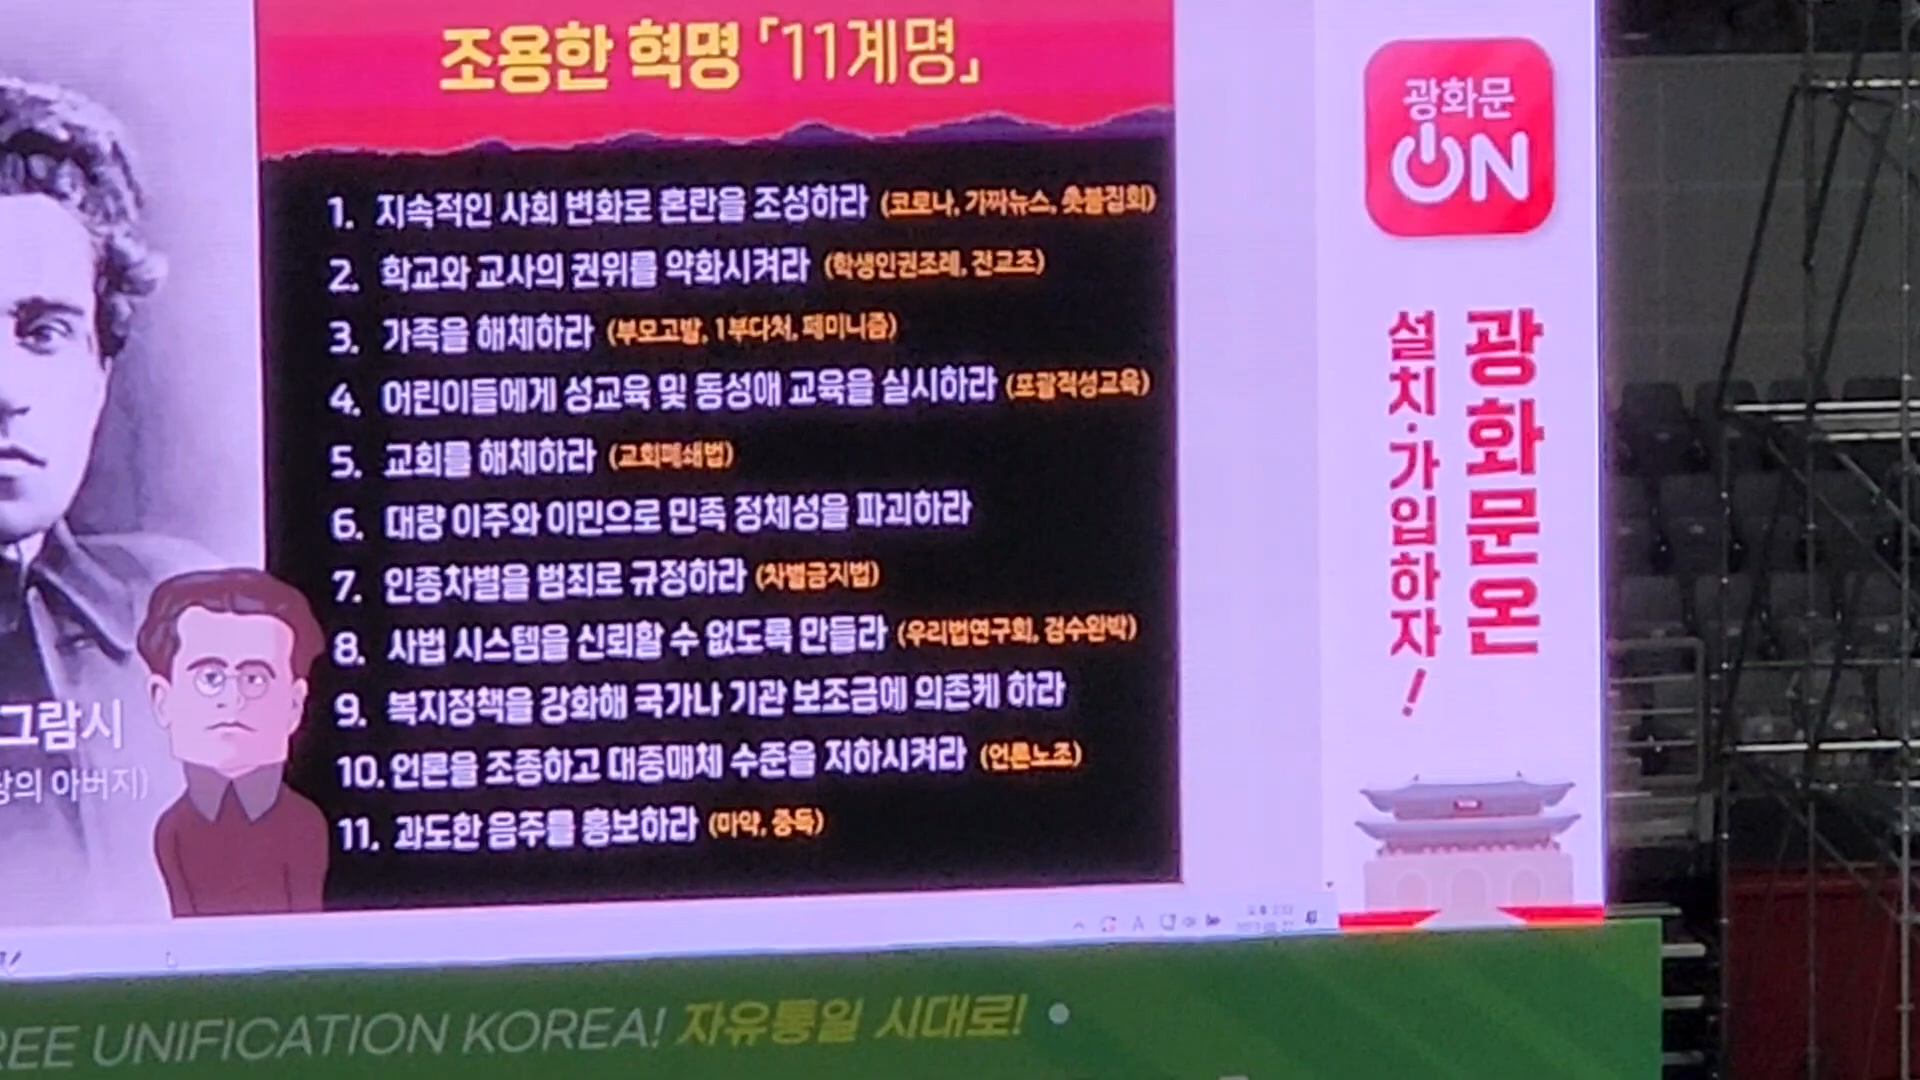 조용한 혁명 「11계명」
1. 지속적인 사회 변화로 혼란을 조성하라 (코로나, 가짜뉴스, 촛불집회)
2. 학교와 교사의 권위를 약화시켜라 (학생인권조례, 전교조)
3. 가족을 해체하라 (부모고발, 1부다처, 페미니즘)
4. 어린이들에게 성교육 및 동성애 교육을 실시하라 (포괄적성교육)
5. 교회를 해체하라 (교회폐쇄법)
6. 대량 이주와 이민으로 민족 정체성을 파괴하라
7. 인종차별을 범죄로 규정하라 (차별금지법)
8. 사법 시스템을 신뢰할 수 없도록 만들라 (우리법연구회, 검수완박)
9. 복지정책을 강화해 국가나 기관 보조금에 의존케 하라
10. 언론을 조종하고 대중매체 수준을 저하시켜라 (언론노조)
11. 과도한 음주를 홍보하라 (마약, 중독)
그람시
의 아버지)
광화문
ON
광화문온
설치·가입하자!
REE UNIFICATION KOREA! 자유통일 시대로!